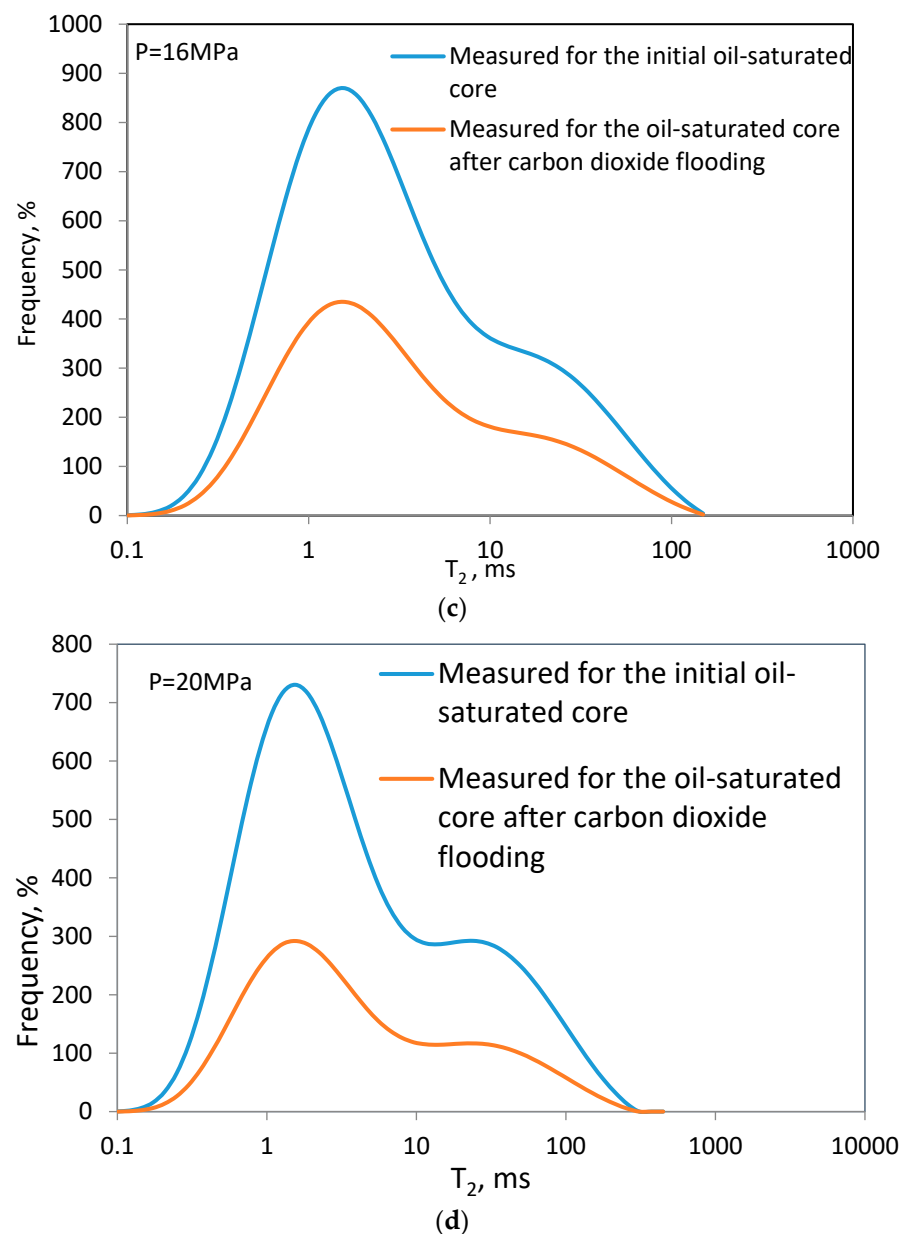 1000
900
800
700
600
500
400
300
200
100
0
Frequency, %
P=16MPa
Measured for the initial oil-saturated
core
Measured for the oil-saturated core
after carbon dioxide flooding
0.1 1 10 100 1000
T2, ms
(c)
800
700
600
500
400
300
200
100
0
Frequency, %
P=20MPa
Measured for the initial oil-
saturated core
Measured for the oil-saturated
core after carbon dioxide
flooding
0.1 1 10 100 1000 10000
T2, ms
(d)